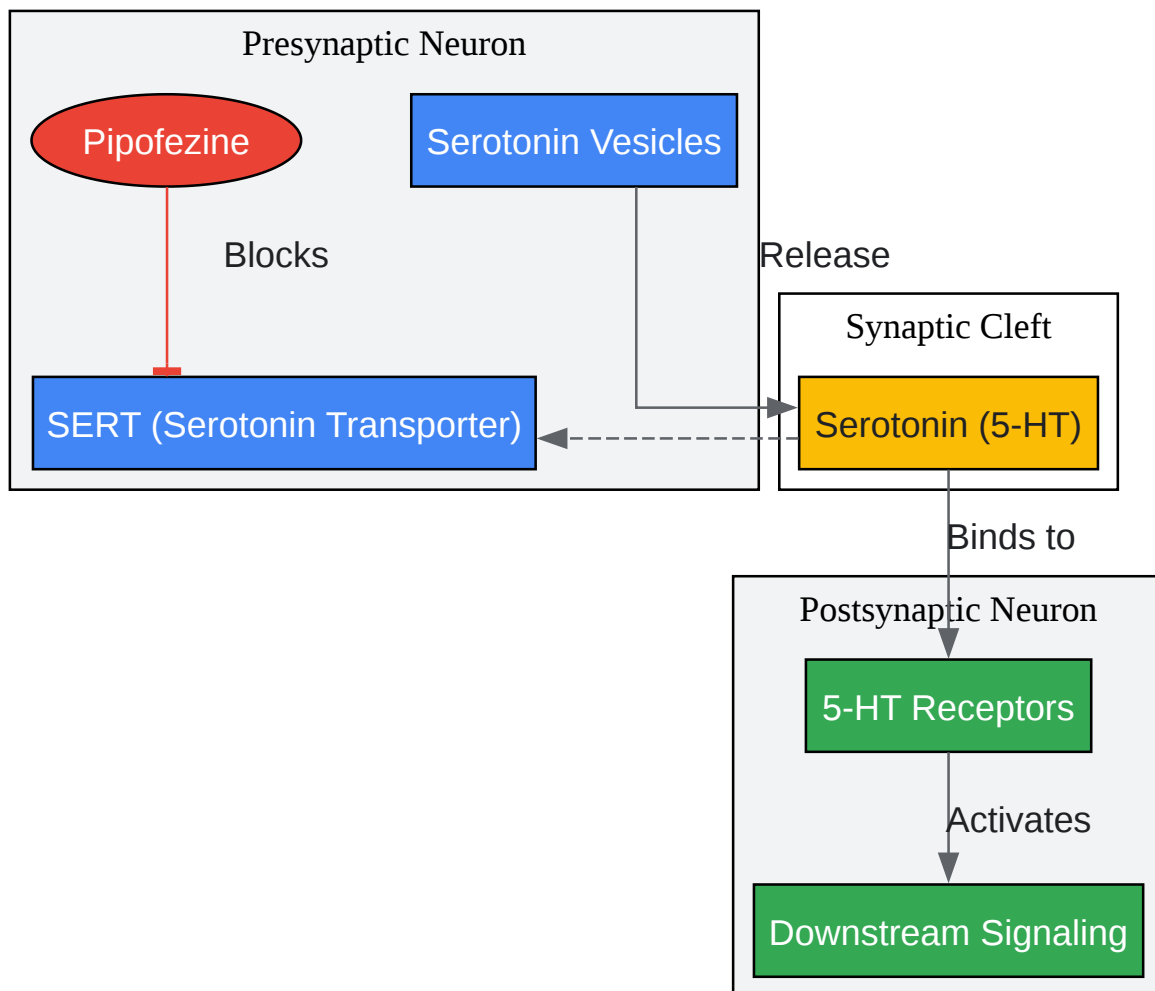 Presynaptic Neuron
Pipofezine
Serotonin Vesicles
Blocks
Release
Synaptic Cleft
SERT (Serotonin Transporter)
Serotonin (5-HT)
Binds to
Postsynaptic Neuron
5-HT Receptors
Activates
Downstream Signaling